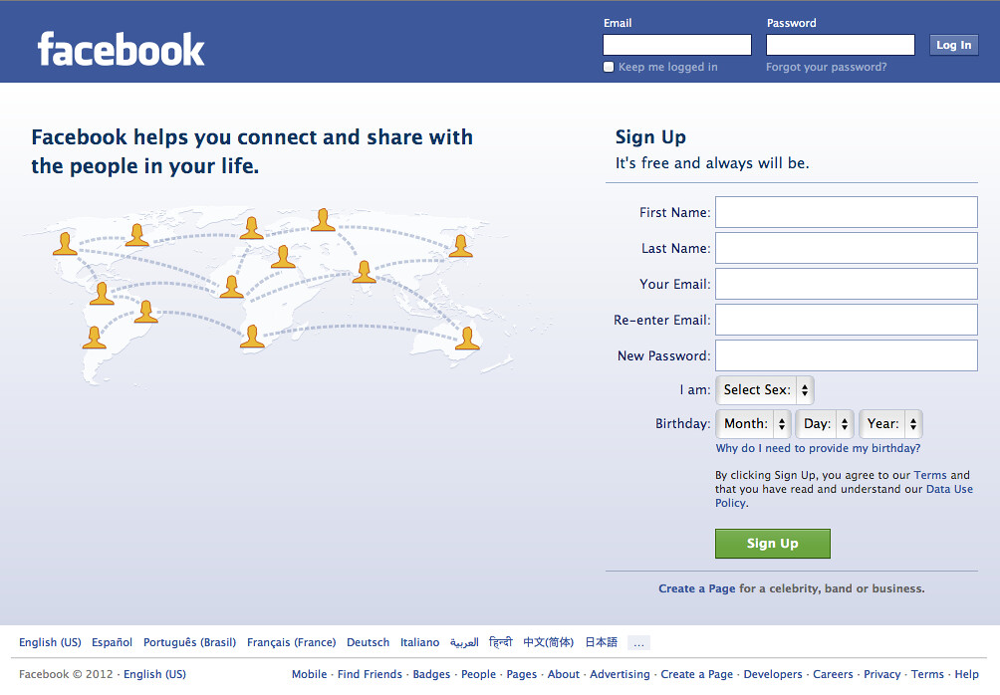 facebook
Email
Password
Log In
Keep me logged in
Forgot your password?
Facebook helps you connect and share with
the people in your life.
Sign Up
It's free and always will be.
First Name:
Last Name:
Your Email:
Re-enter Email:
New Password:
I am: Select Sex:
Birthday: Month: Day: Year:
Why do I need to provide my birthday?
By clicking Sign Up, you agree to our Terms and
that you have read and understand our Data Use
Policy.
Sign Up
Create a Page for a celebrity, band or business.
English (US) Español Português (Brasil) Français (France) Deutsch Italiano العربية हिन्दी 中文(简体) 日本語 ...
Facebook © 2012 · English (US)
Mobile · Find Friends · Badges · People · Pages · About · Advertising · Create a Page · Developers · Careers · Privacy · Terms · Help